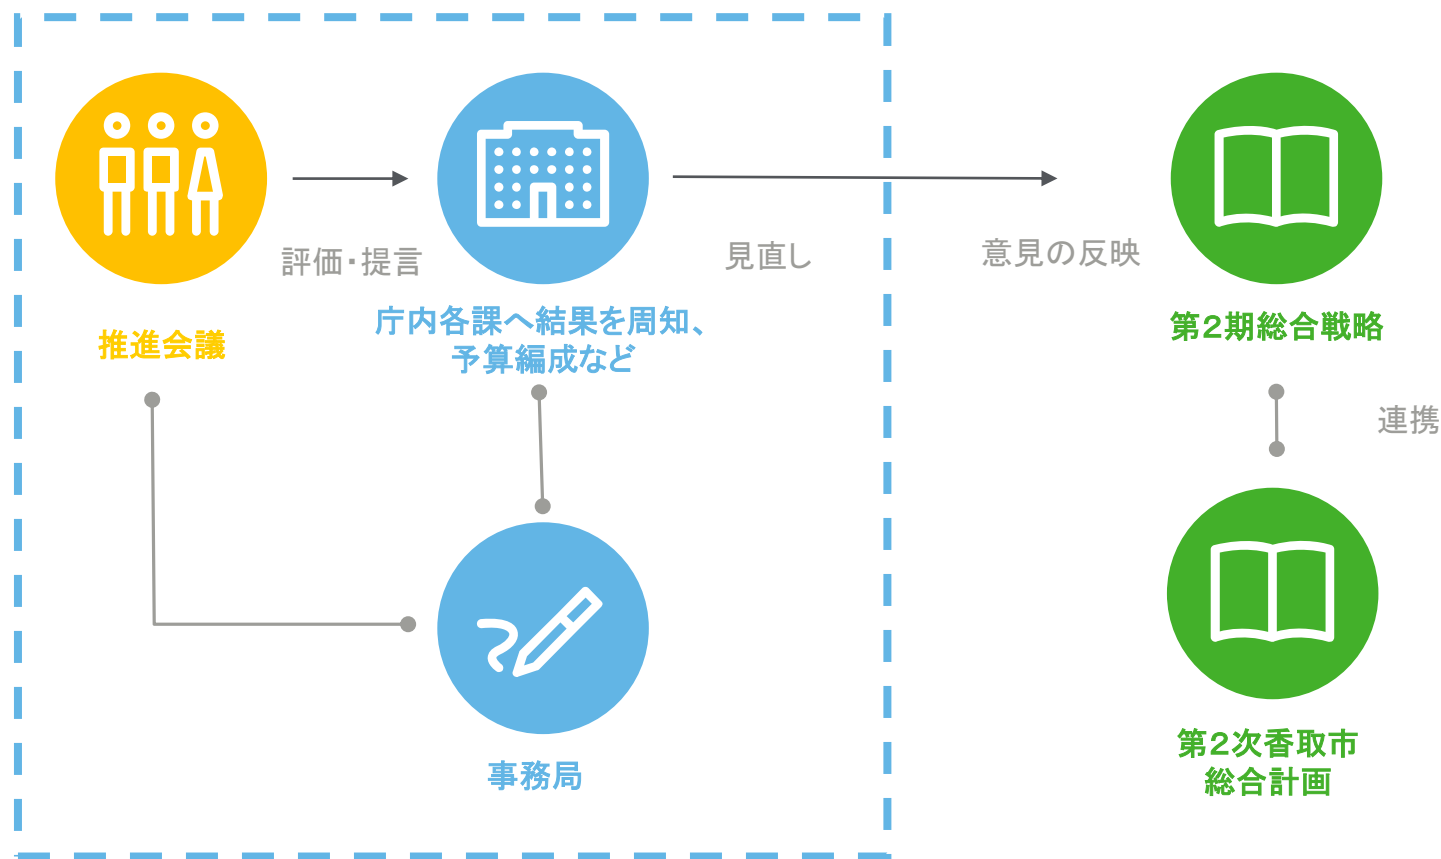 評価・提言
見直し
意見の反映
推進会議
庁内各課へ結果を周知、
予算編成など
第2期総合戦略
連携
事務局
第2次香取市
総合計画